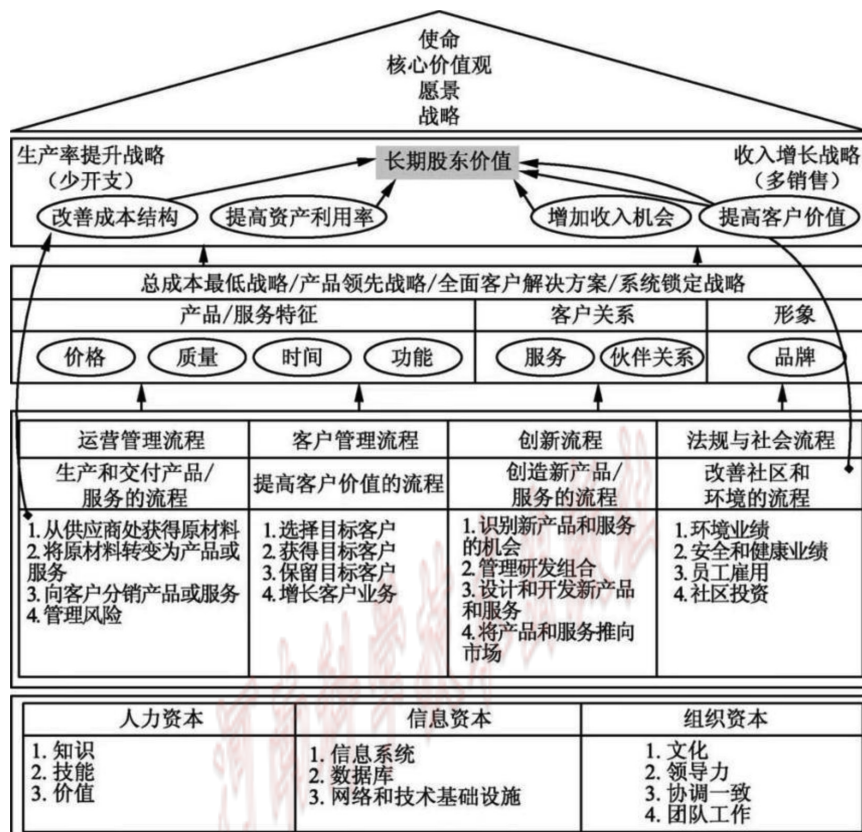 使命
核心价值观
愿景
战略
生产率提升战略
（少开支）
长期股东价值
收入增长战略
（多销售）
改善成本结构
提高资产利用率
增加收入机会
提高客户价值
总成本最低战略/产品领先战略/全面客户解决方案/系统锁定战略
产品/服务特征
客户关系
形象
价格
质量
时间
功能
服务
伙伴关系
品牌
运营管理流程
生产和交付产品/
服务的流程
1.从供应商处获得原材料
2.将原材料转变为产品或
服务
3.向客户分销产品或服务
4.管理风险
客户管理流程
提高客户价值的流程
1.选择目标客户
2.获得目标客户
3.保留目标客户
4.增长客户业务
创新流程
创造新产品/
服务的流程
1.识别新产品和服务
的机会
2.管理研发组合
3.设计和开发新产品
和服务
4.将产品和服务推向
市场
法规与社会流程
改善社区和
环境的流程
1.环境业绩
2.安全和健康业绩
3.员工雇用
4.社区投资
人力资本
1. 知识
2. 技能
3. 价值
信息资本
1. 信息系统
2. 数据库
3. 网络和技术基础设施
组织资本
1. 文化
2. 领导力
3. 协调一致
4. 团队工作